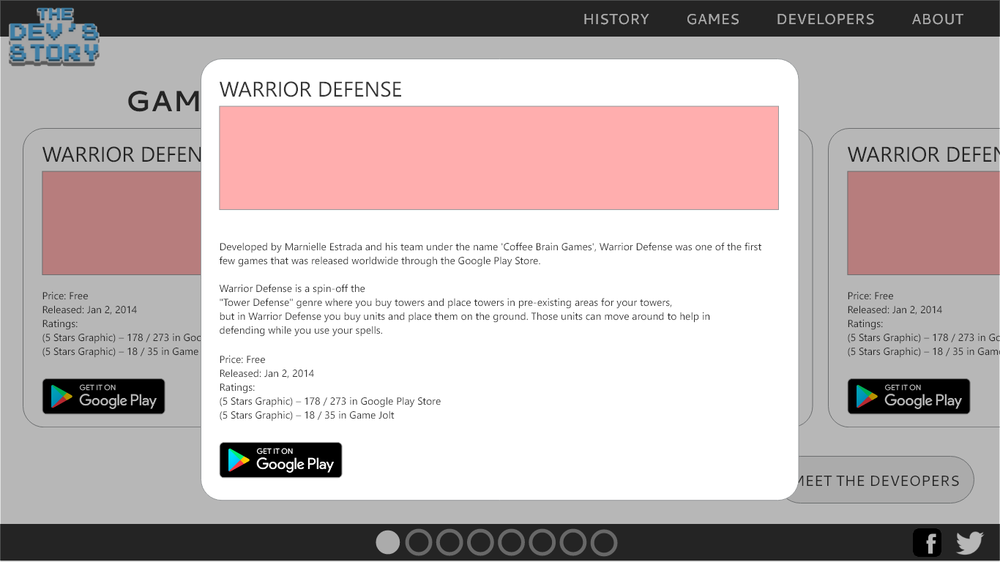 THE
DEV'S
STORY
HISTORY GAMES DEVELOPERS ABOUT
GAM
WARRIOR DEFENSE
Developed by Marnielle Estrada and his team under the name 'Coffee Brain Games', Warrior Defense was one of the first
few games that was released worldwide through the Google Play Store.
Warrior Defense is a spin-off the
"Tower Defense" genre where you buy towers and place towers in pre-existing areas for your towers,
but in Warrior Defense you buy units and place them on the ground. Those units can move around to help in
defending while you use your spells.
Price: Free
Released: Jan 2, 2014
Ratings:
(5 Stars Graphic) – 178 / 273 in Google Play Store
(5 Stars Graphic) – 18 / 35 in Game Jolt
GET IT ON
Google Play
WARRIOR DEFEN
Price: Free
Released: Jan 2, 2014
Ratings:
(5 Stars Graphic) – 178 / 273 in Goo
(5 Stars Graphic) – 18 / 35 in Game
GET IT ON
Google Play
WARRIOR DEFEN
Price: Free
Released: Jan 2, 2014
Ratings:
(5 Stars Graphic) – 178 / 273 in Go
(5 Stars Graphic) – 18 / 35 in Gam
GET IT ON
Google Play
MEET THE DEVEOPERS